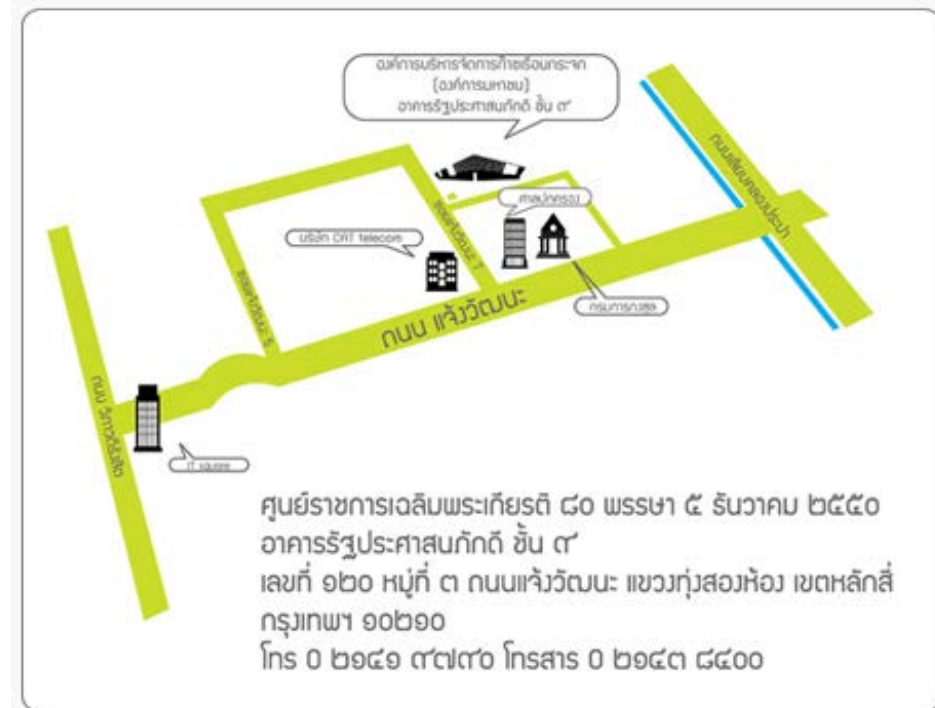 องค์การบริหารจัดการก๊าซเรือนกระจก
(องค์การมหาชน)
อาคารรัฐประศาสนภักดี ชั้น ๙
ถนนเลียบคลองประปา
ศาลปกครอง
ซอยแจ้งวัฒนะ 7
บริษัท CAT telecom
ซอยแจ้งวัฒนะ 5
กรมการกงสุล
ถนน แจ้งวัฒนะ
ถนน วิภาวดีรังสิต
IT square
ศูนย์ราชการเฉลิมพระเกียรติ ๘๐ พรรษา ๕ ธันวาคม ๒๕๕๐
อาคารรัฐประศาสนภักดี ชั้น ๙
เลขที่ ๑๒๐ หมู่ที่ ๓ ถนนแจ้งวัฒนะ แขวงทุ่งสองห้อง เขตหลักสี่
กรุงเทพฯ ๑๐๒๑๐
โทร 0 ๒๑๔๑ ๙๗๙๐ โทรสาร 0 ๒๑๔๓ ๘๔๐๐